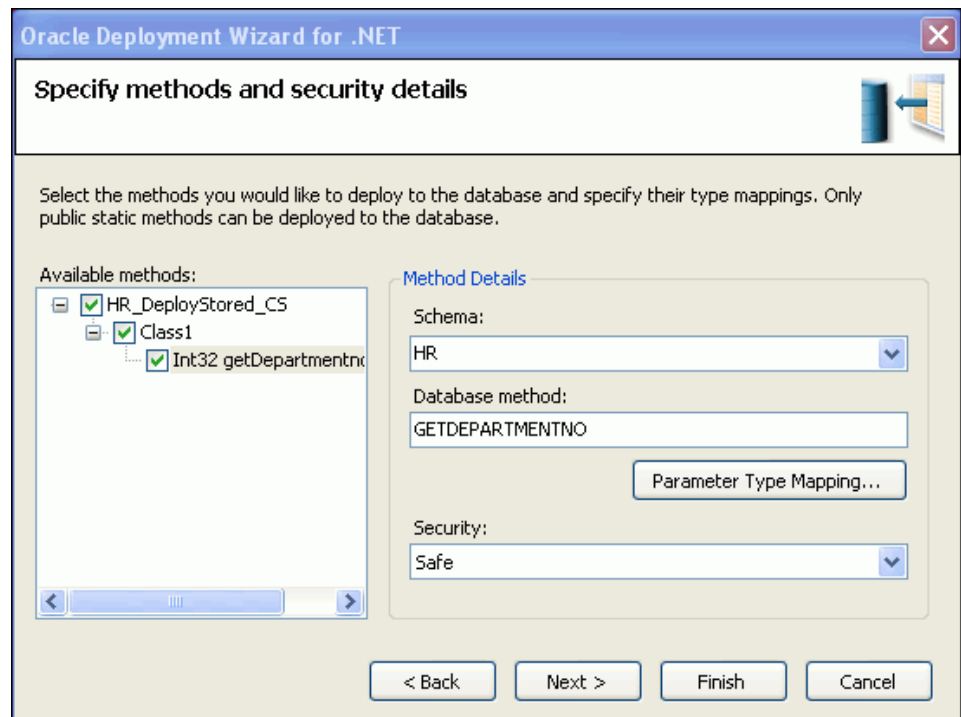 Oracle Deployment Wizard for .NET
Specify methods and security details
Select the methods you would like to deploy to the database and specify their type mappings. Only
public static methods can be deployed to the database.
Available methods:
HR_DeployStored_CS
Class1
Int32 getDepartmentno
Method Details
Schema:
HR
Database method:
GETDEPARTMENTNO
Parameter Type Mapping...
Security:
Safe
< Back
Next >
Finish
Cancel